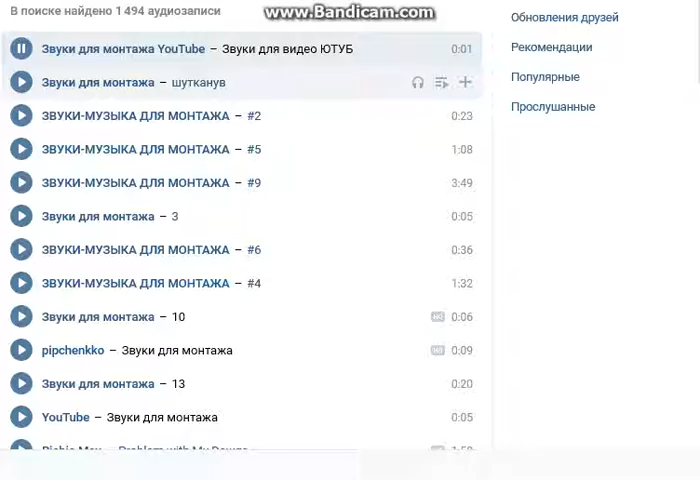 В поиске найдено 1 494 аудиозаписи
www.Bandicam.com
Звуки для монтажа YouTube – Звуки для видео ЮТУБ 0:01
Звуки для монтажа – шутканув
ЗВУКИ-МУЗЫКА ДЛЯ МОНТАЖА – #2 0:23
ЗВУКИ-МУЗЫКА ДЛЯ МОНТАЖА – #5 1:08
ЗВУКИ-МУЗЫКА ДЛЯ МОНТАЖА – #9 3:49
Звуки для монтажа – 3 0:05
ЗВУКИ-МУЗЫКА ДЛЯ МОНТАЖА – #6 0:36
ЗВУКИ-МУЗЫКА ДЛЯ МОНТАЖА – #4 1:32
Звуки для монтажа – 10 HQ 0:06
pipchenkko – Звуки для монтажа HQ 0:09
Звуки для монтажа – 13 0:20
YouTube – Звуки для монтажа 0:05
Обновления друзей
Рекомендации
Популярные
Прослушанные